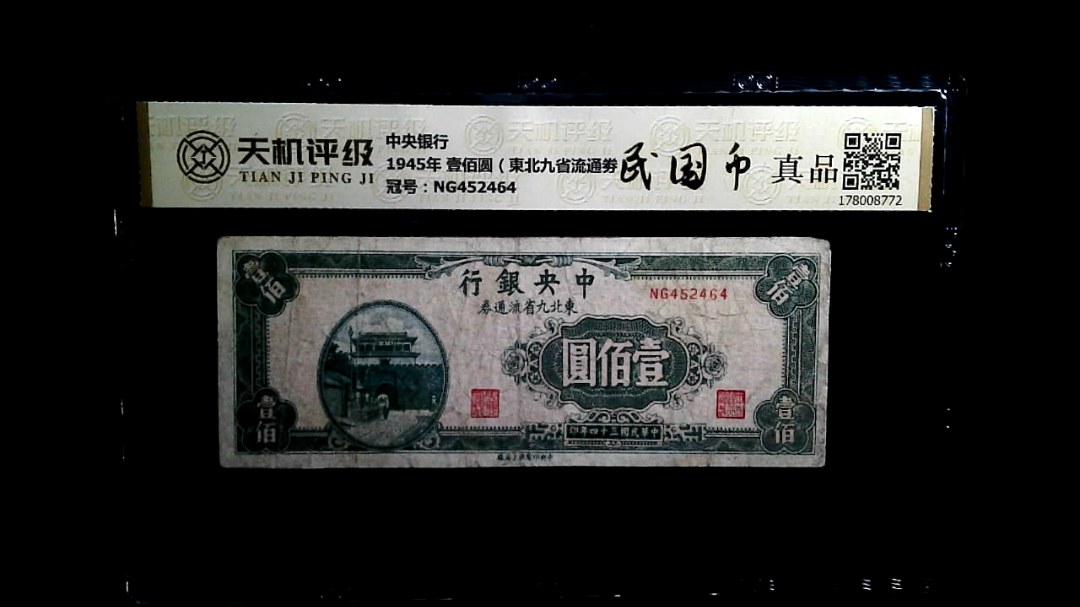 天机评级
TIAN JI PING JI
中央银行
1945年 壹佰圆（東北九省流通券
冠号：NG452464
民国币
真品
178008772
壹佰
行銀央中
券通流省九北東
NG452464
壹佰
圓佰壹
壹佰
印年四十三國民華中
壹佰